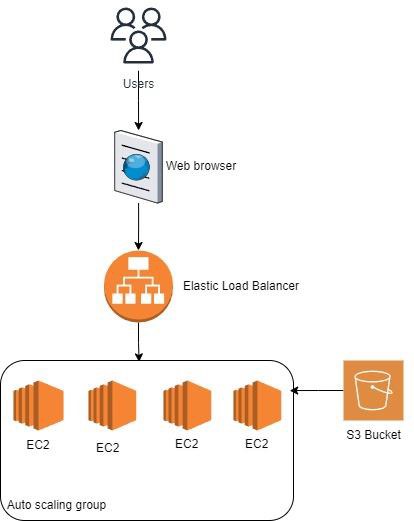 Users
Web browser
Elastic Load Balancer
EC2
EC2
EC2
EC2
S3 Bucket
Auto scaling group